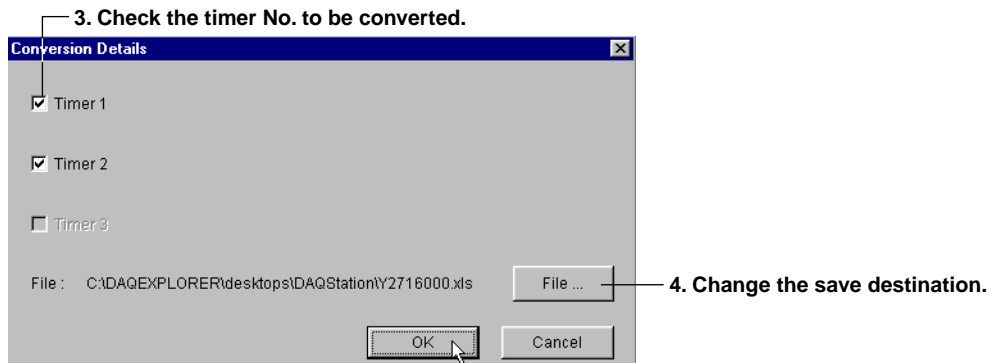 3. Check the timer No. to be converted.
Conversion Details
Timer 1
Timer 2
Timer 3
File : C:\DAQEXPLORER\desktops\DAQStation\Y2716000.xls File ...
4. Change the save destination.
OK Cancel